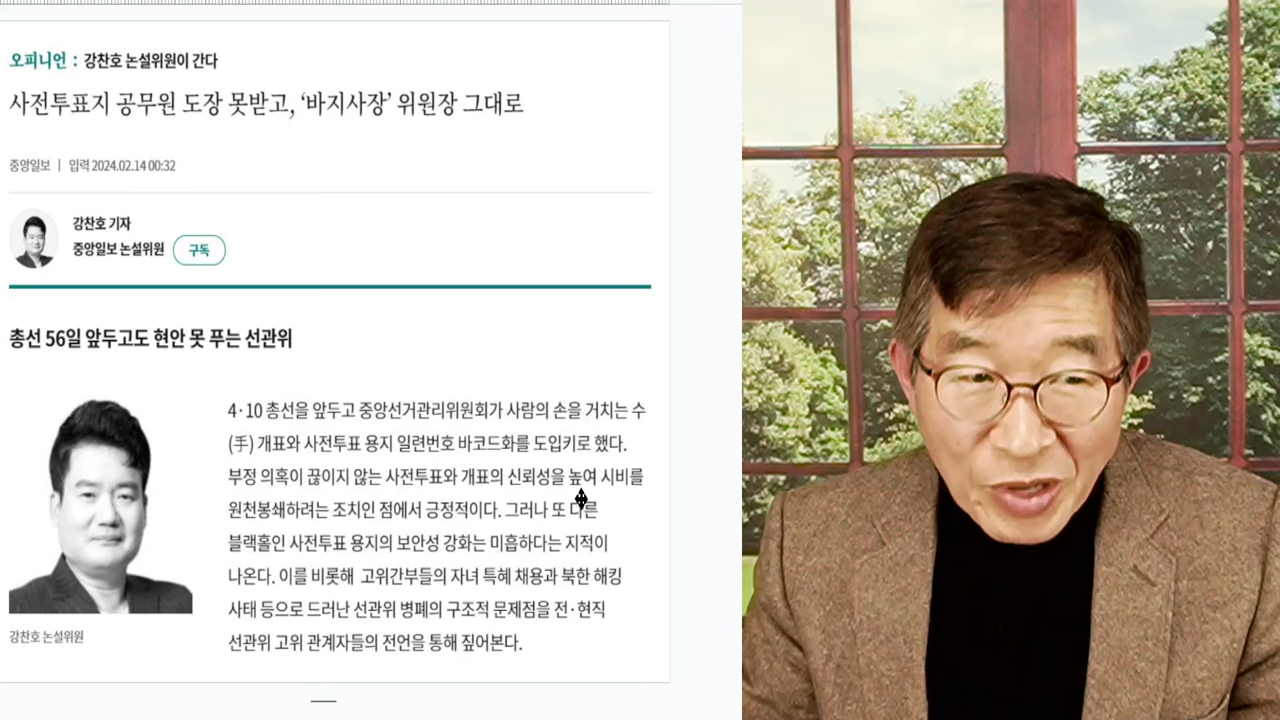 오피니언 : 강찬호 논설위원이 간다
사전투표지 공무원 도장 못받고, ‘바지사장’ 위원장 그대로
중앙일보 | 입력 2024.02.14 00:32
강찬호 기자
중앙일보 논설위원 구독
총선 56일 앞두고도 현안 못 푸는 선관위
4·10 총선을 앞두고 중앙선거관리위원회가 사람의 손을 거치는 수
(手) 개표와 사전투표 용지 일련번호 바코드화를 도입키로 했다.
부정 의혹이 끊이지 않는 사전투표와 개표의 신뢰성을 높여 시비를
원천봉쇄하려는 조치인 점에서 긍정적이다. 그러나 또 다른
블랙홀인 사전투표 용지의 보안성 강화는 미흡하다는 지적이
나온다. 이를 비롯해 고위간부들의 자녀 특혜 채용과 북한 해킹
사태 등으로 드러난 선관위 병폐의 구조적 문제점을 전·현직
선관위 고위 관계자들의 전언을 통해 짚어본다.
강찬호 논설위원